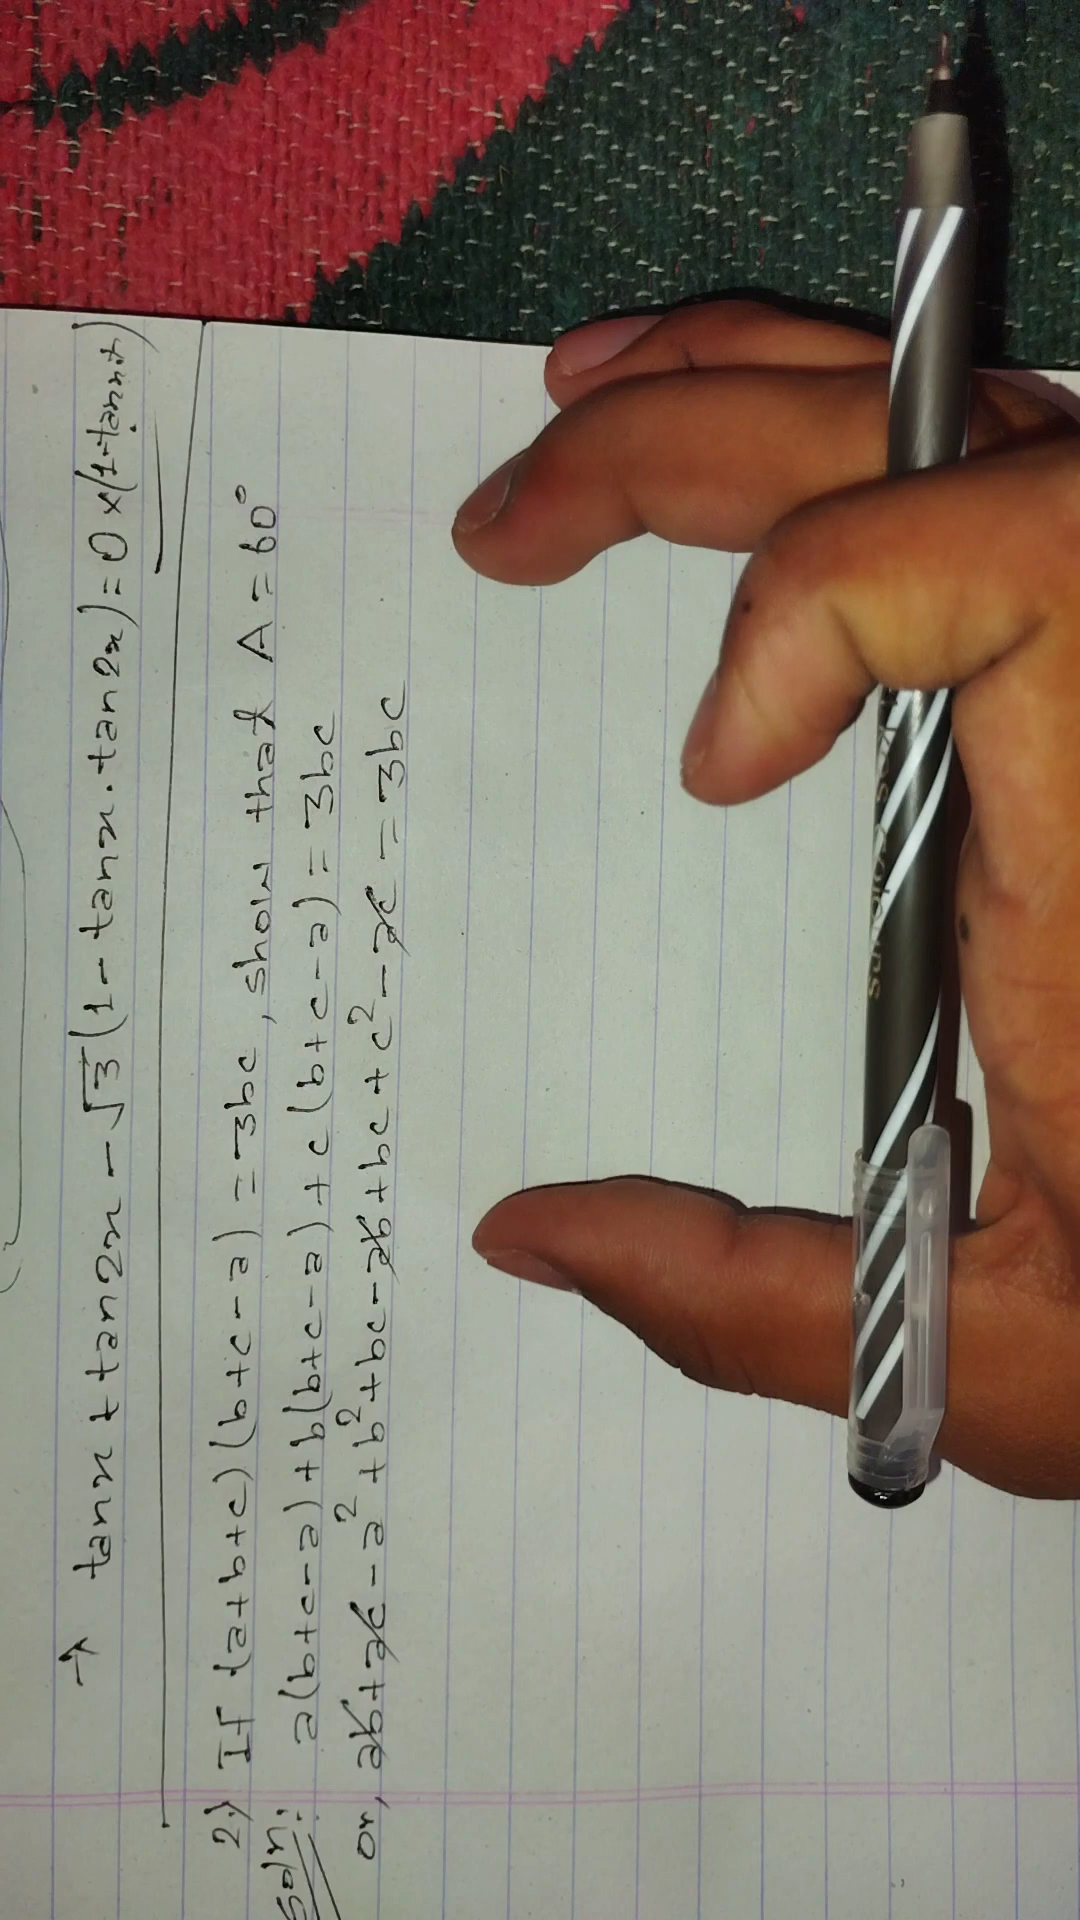 → tanx + tan2x - √3(1 - tanx · tan2x) = 0 x(1-tanx
2) If (a+b+c)(b+c-a) = 3bc, show that A = 60°
Soln: a(b+c-a) + b(b+c-a) + c(b+c-a) = 3bc
or, ab+ac-a²+b²+bc-ab+bc+c²-ac = 3bc